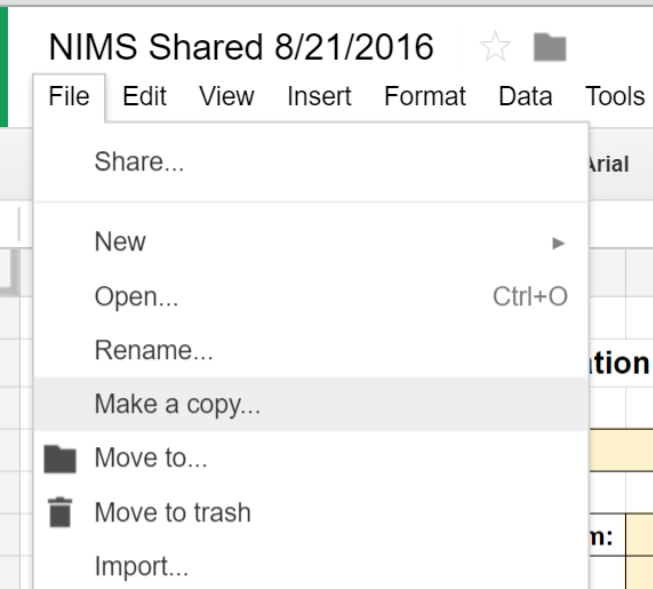 NIMS Shared 8/21/2016
File Edit View Insert Format Data Tools
Share...
Arial
New
Open... Ctrl+O
Rename...
tion
Make a copy...
Move to...
Move to trash
m:
Import...